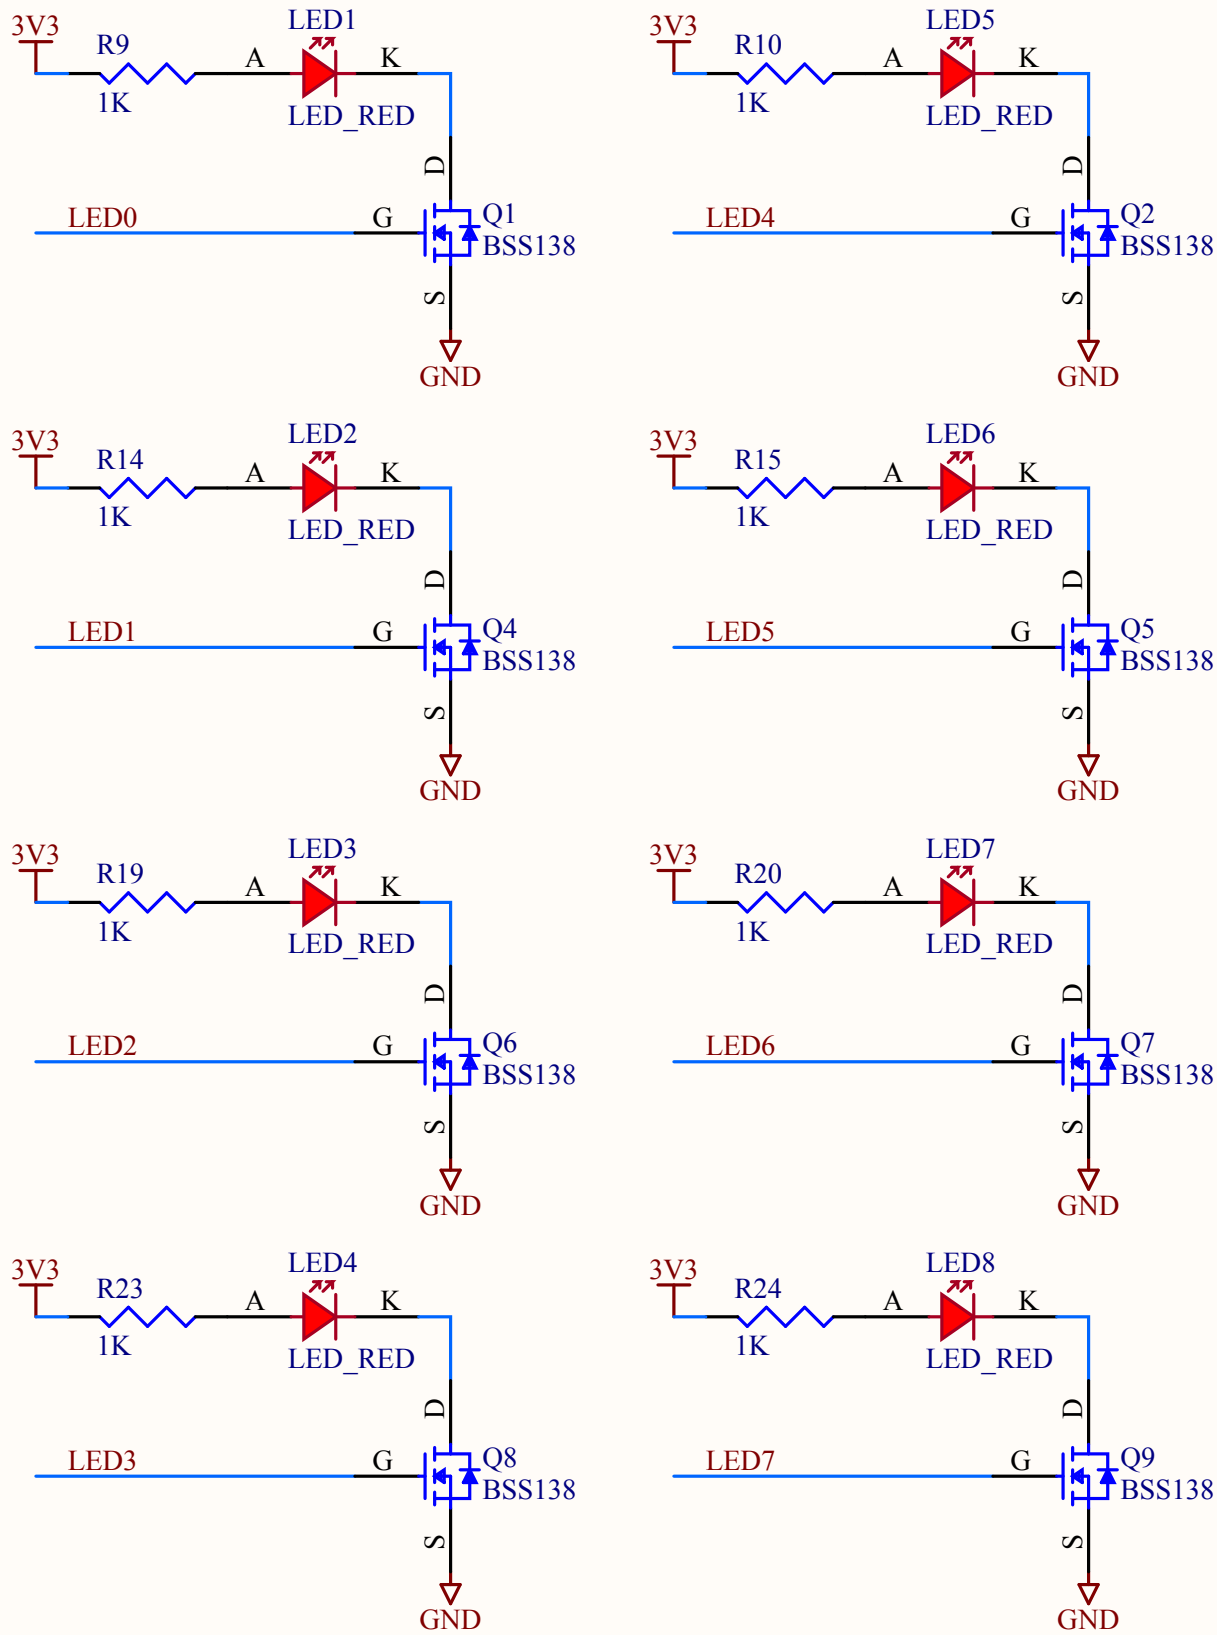 3V3
R9
1K
A
LED1
K
LED_RED
D
LED0
G
Q1
BSS138
S
GND
3V3
R10
1K
A
LED5
K
LED_RED
D
LED4
G
Q2
BSS138
S
GND
3V3
R14
1K
A
LED2
K
LED_RED
D
LED1
G
Q4
BSS138
S
GND
3V3
R15
1K
A
LED6
K
LED_RED
D
LED5
G
Q5
BSS138
S
GND
3V3
R19
1K
A
LED3
K
LED_RED
D
LED2
G
Q6
BSS138
S
GND
3V3
R20
1K
A
LED7
K
LED_RED
D
LED6
G
Q7
BSS138
S
GND
3V3
R23
1K
A
LED4
K
LED_RED
D
LED3
G
Q8
BSS138
S
GND
3V3
R24
1K
A
LED8
K
LED_RED
D
LED7
G
Q9
BSS138
S
GND